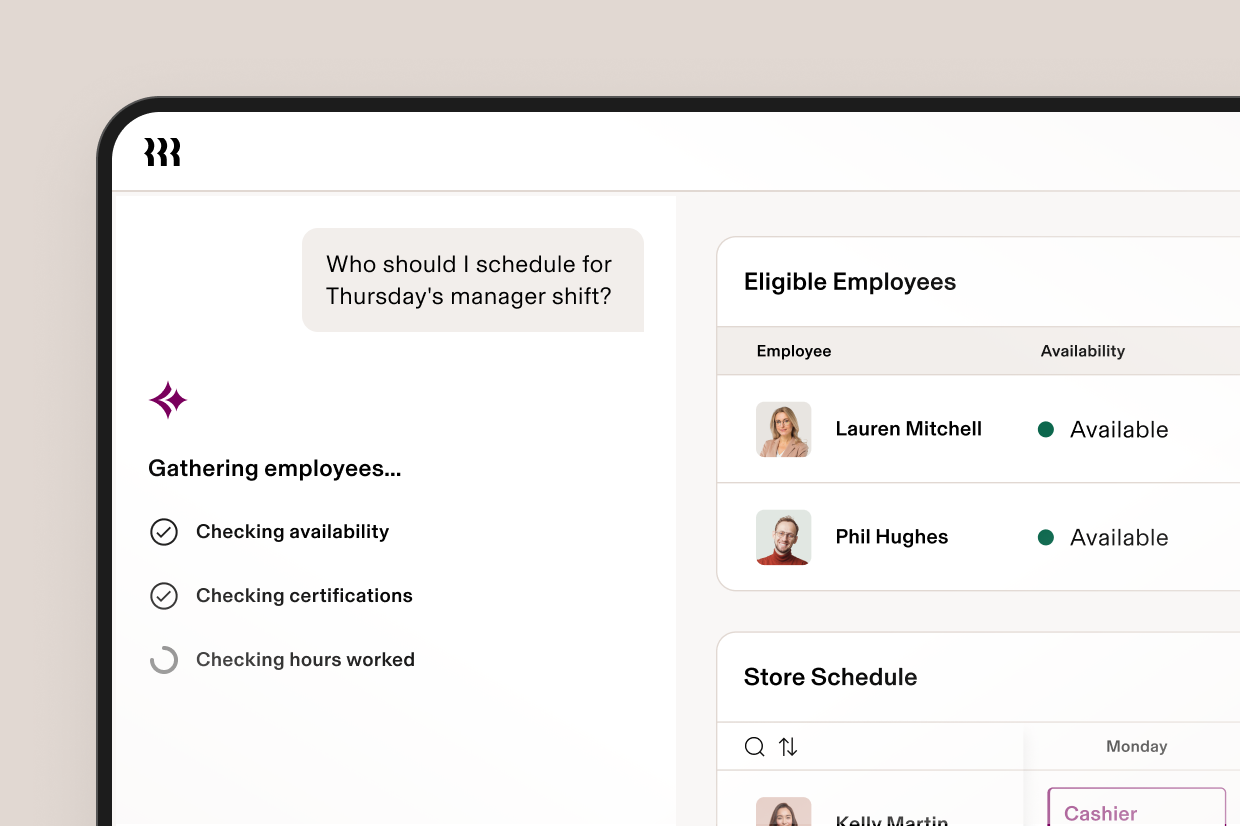 Who should I schedule for
Thursday's manager shift?
Gathering employees...
Checking availability
Checking certifications
Checking hours worked
Eligible Employees
Employee Availability
Lauren Mitchell Available
Phil Hughes Available
Store Schedule
Monday
Kelly Martin Cashier